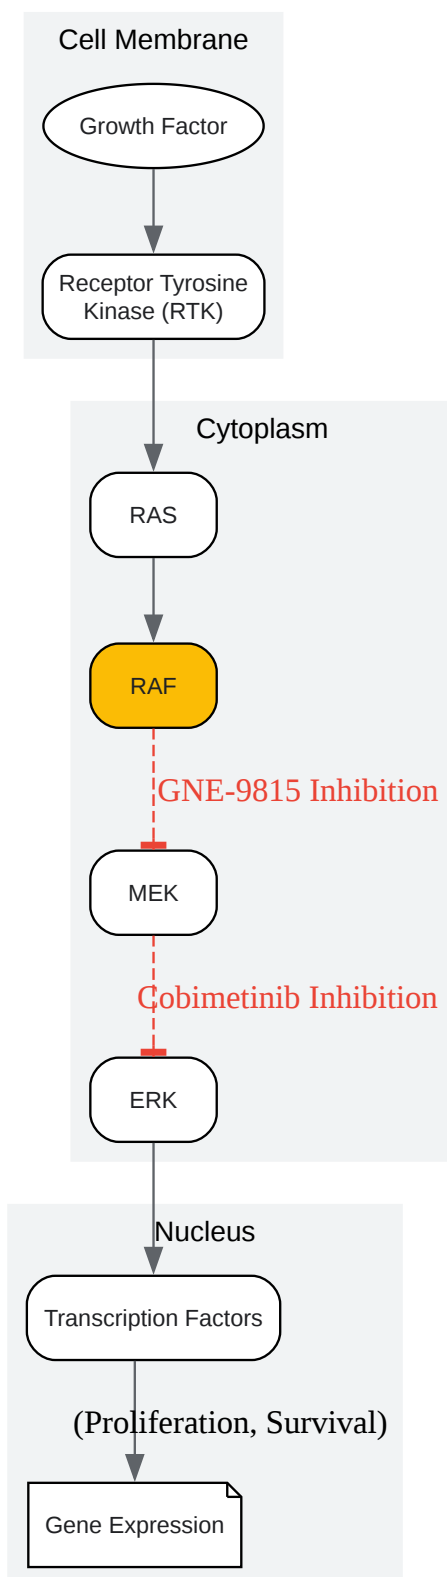 Cell Membrane
Growth Factor
Receptor Tyrosine
Kinase (RTK)
Cytoplasm
RAS
RAF
GNE-9815 Inhibition
MEK
Cobimetinib Inhibition
ERK
Nucleus
Transcription Factors
(Proliferation, Survival)
Gene Expression